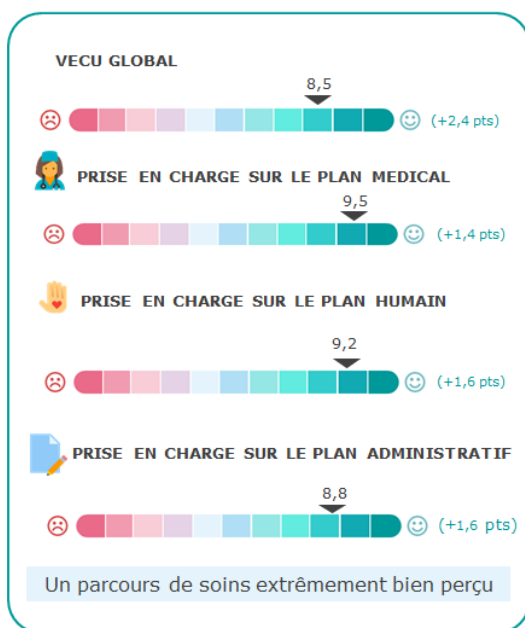 VECU GLOBAL
8,5
(+2,4 pts)
PRISE EN CHARGE SUR LE PLAN MEDICAL
9,5
(+1,4 pts)
PRISE EN CHARGE SUR LE PLAN HUMAIN
9,2
(+1,6 pts)
PRISE EN CHARGE SUR LE PLAN ADMINISTRATIF
8,8
(+1,6 pts)
Un parcours de soins extrêmement bien perçu